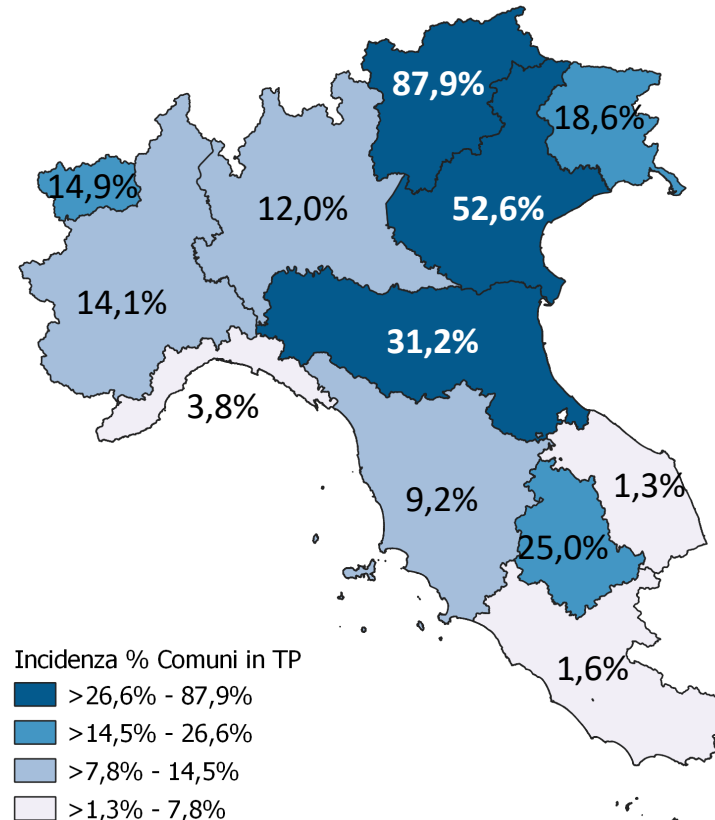 87,9%
18,6%
14,9%
12,0%
52,6%
14,1%
31,2%
3,8%
9,2%
1,3%
25,0%
1,6%
Incidenza % Comuni in TP
>26,6% - 87,9%
>14,5% - 26,6%
>7,8% - 14,5%
>1,3% - 7,8%